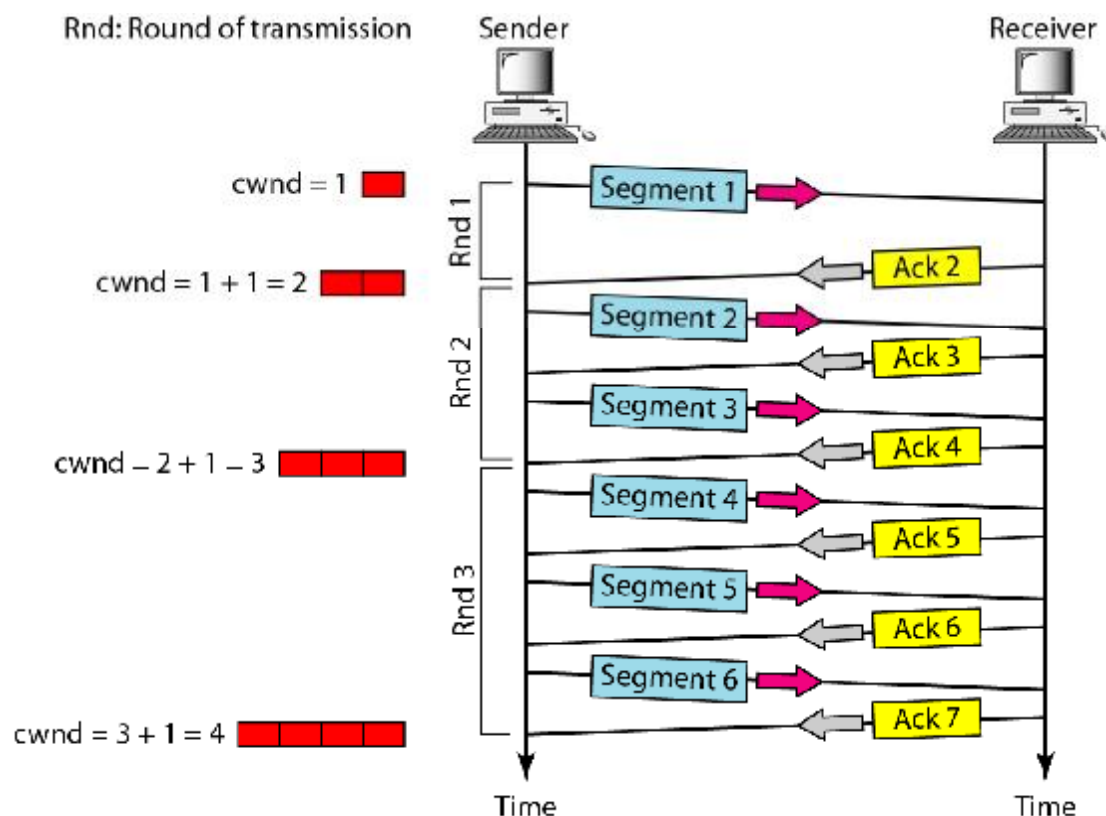 Rnd: Round of transmission
Sender
Receiver
cwnd = 1
Rnd 1
Segment 1
Ack 2
cwnd = 1 + 1 = 2
Rnd 2
Segment 2
Ack 3
Segment 3
Ack 4
cwnd – 2 + 1 – 3
Rnd 3
Segment 4
Ack 5
Segment 5
Ack 6
Segment 6
Ack 7
cwnd = 3 + 1 = 4
Time
Time